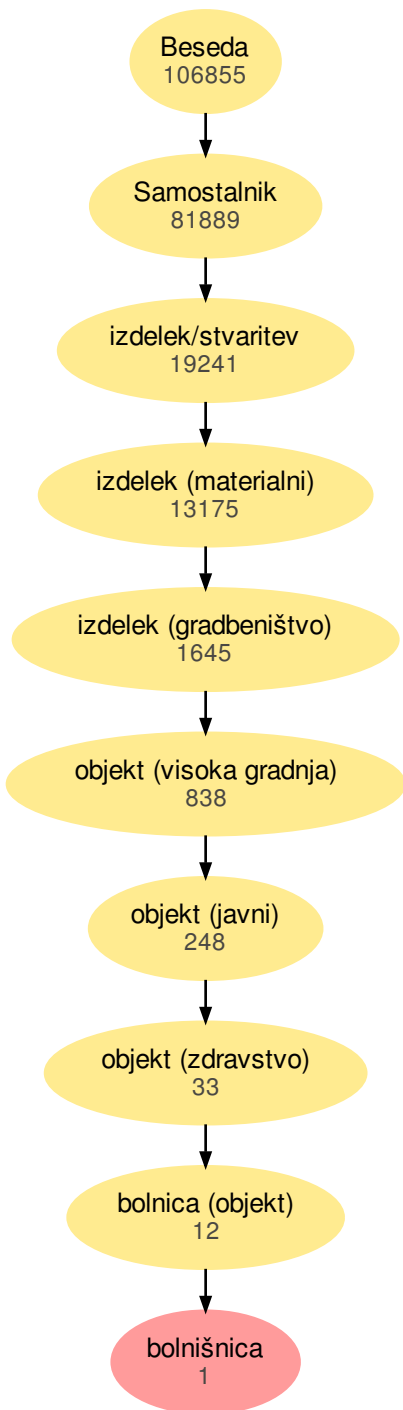 Beseda
106855
Samostalnik
81889
izdelek/stvaritev
19241
izdelek (materialni)
13175
izdelek (gradbeništvo)
1645
objekt (visoka gradnja)
838
objekt (javni)
248
objekt (zdravstvo)
33
bolnica (objekt)
12
bolnišnica
1